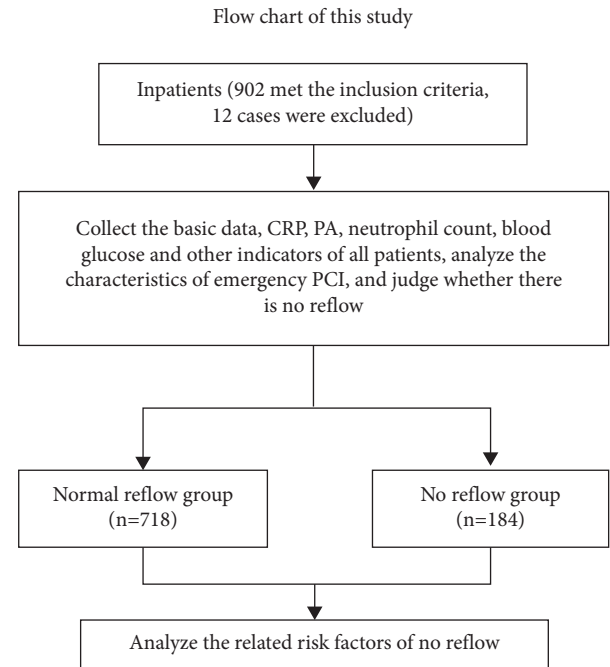 Flow chart of this study
Inpatients (902 met the inclusion criteria,
12 cases were excluded)
Collect the basic data, CRP, PA, neutrophil count, blood
glucose and other indicators of all patients, analyze the
characteristics of emergency PCI, and judge whether there
is no reflow
Normal reflow group
(n=718)
No reflow group
(n=184)
Analyze the related risk factors of no reflow